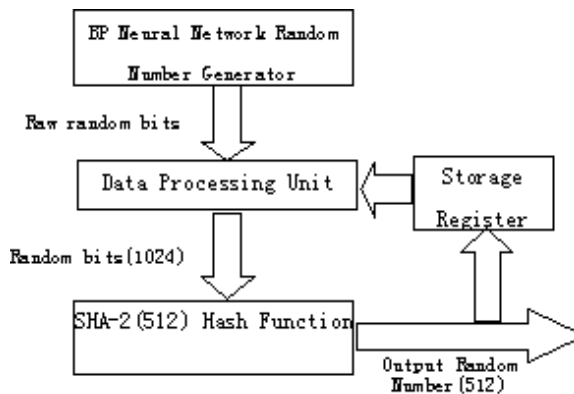 BP Neural Network Random
Number Generator
Raw random bits
Data Processing Unit
Storage
Register
Random bits(1024)
SHA-2(512) Hash Function
Output Random
Number(512)